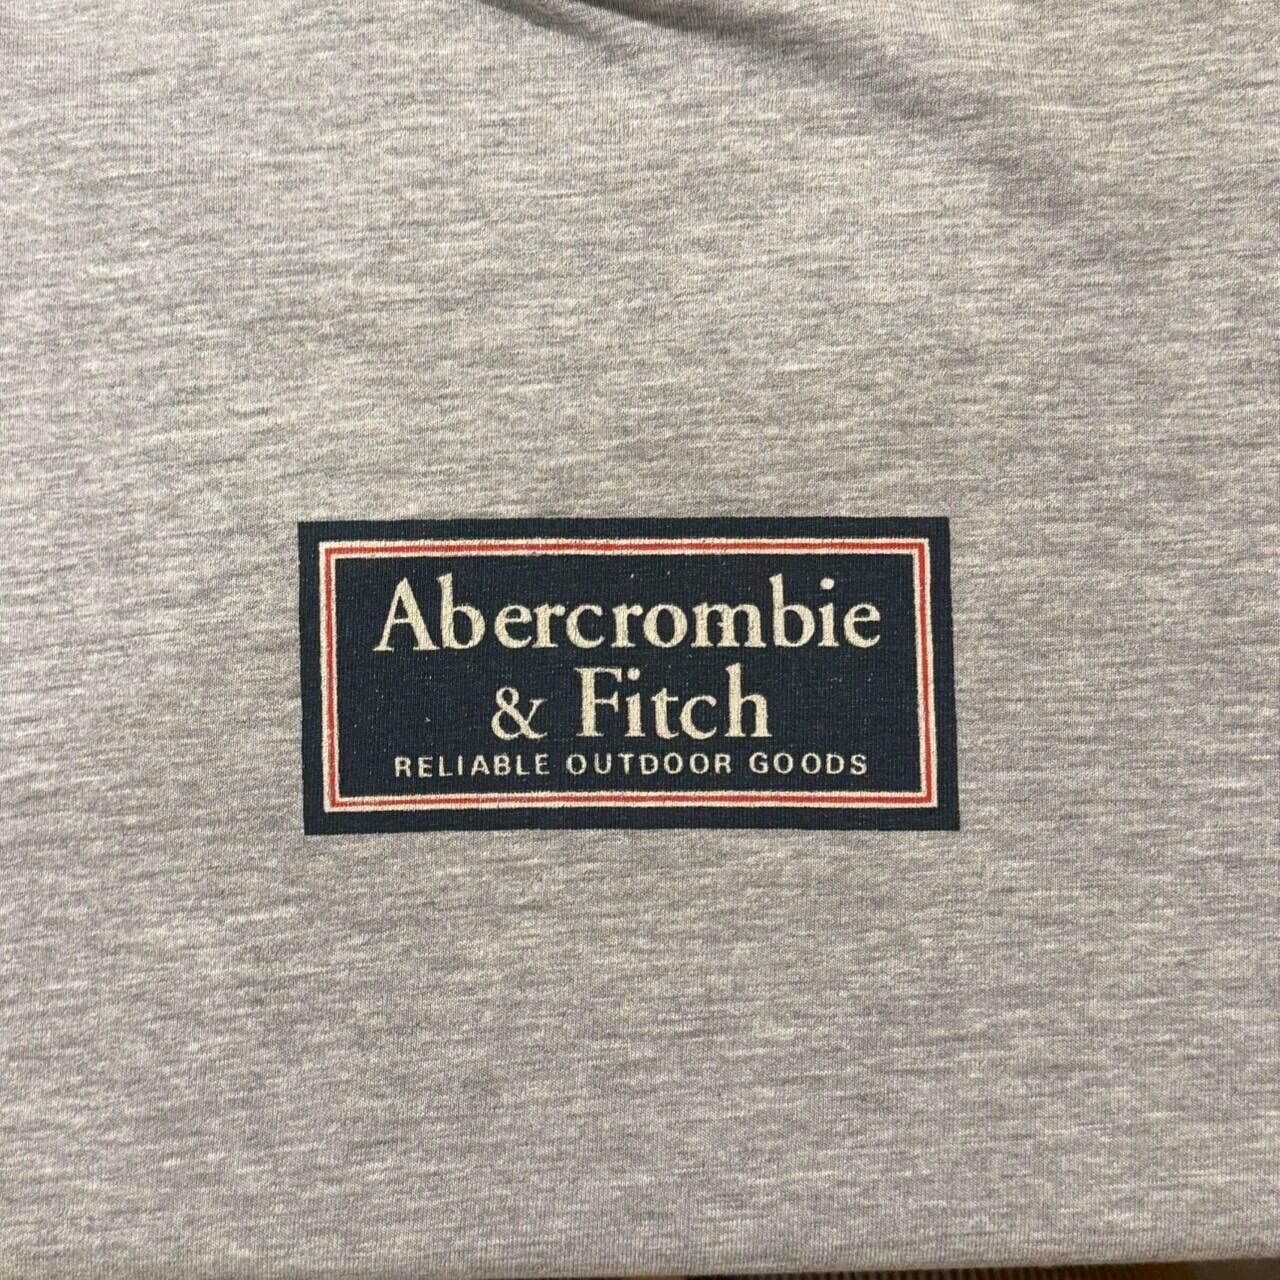 Abercrombie
& Fitch
RELIABLE OUTDOOR GOODS